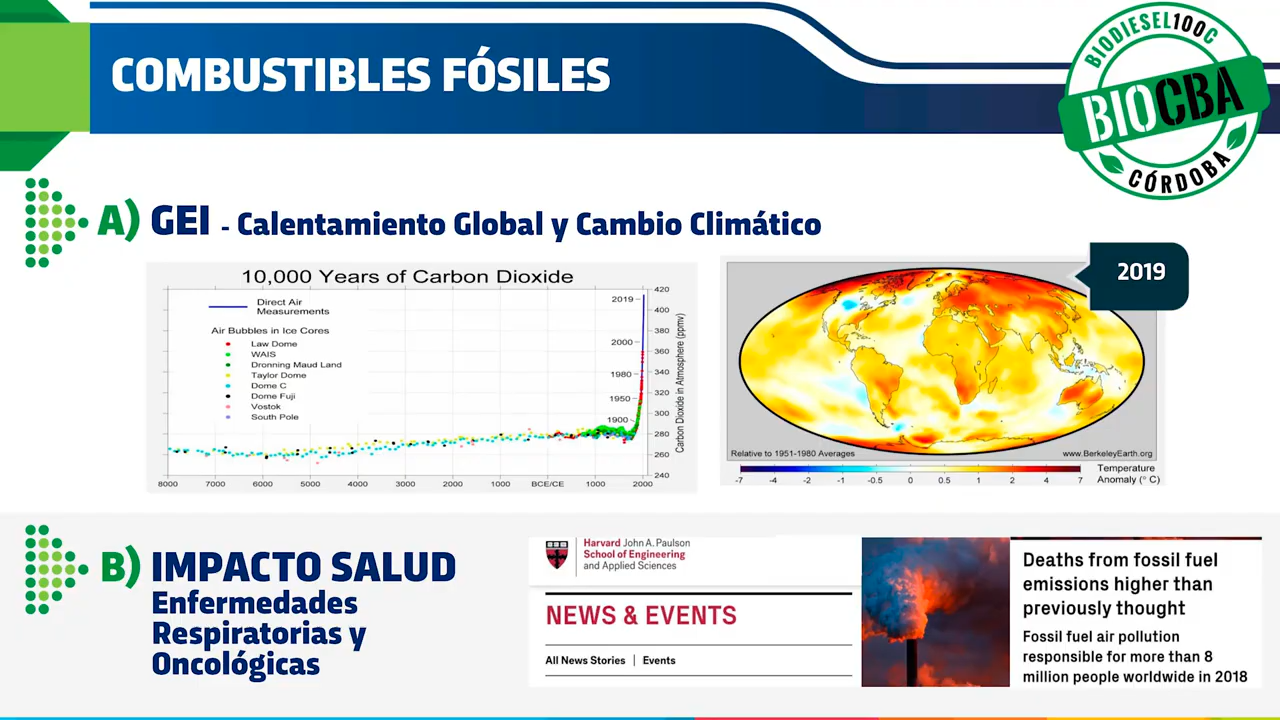 COMBUSTIBLES FÓSILES
BIODIESEL100C
BIOCBA
CÓRDOBA
A) GEI - Calentamiento Global y Cambio Climático
10,000 Years of Carbon Dioxide
Direct Air
Measurements
Air Bubbles in Ice Cores
Law Dome
WAIS
Dronning Maud Land
Taylor Dome
Dome C
Dome Fuji
Vostok
South Pole
2019
2000
1980
1950
1900
420
400
380
360
340
320
300
280
260
240
Carbon Dioxide in Atmosphere (ppmv)
8000 7000 6000 5000 4000 3000 2000 1000 BCE/CE 1000 2000
2019
Relative to 1951-1980 Averages
www.BerkeleyEarth.org
-7 -4 -2 -1 -0.5 0 0.5 1 2 4 7
Temperature
Anomaly (° C)
B) IMPACTO SALUD
Enfermedades
Respiratorias y
Oncológicas
Harvard John A. Paulson
School of Engineering
and Applied Sciences
NEWS & EVENTS
All News Stories | Events
Deaths from fossil fuel
emissions higher than
previously thought
Fossil fuel air pollution
responsible for more than 8
million people worldwide in 2018